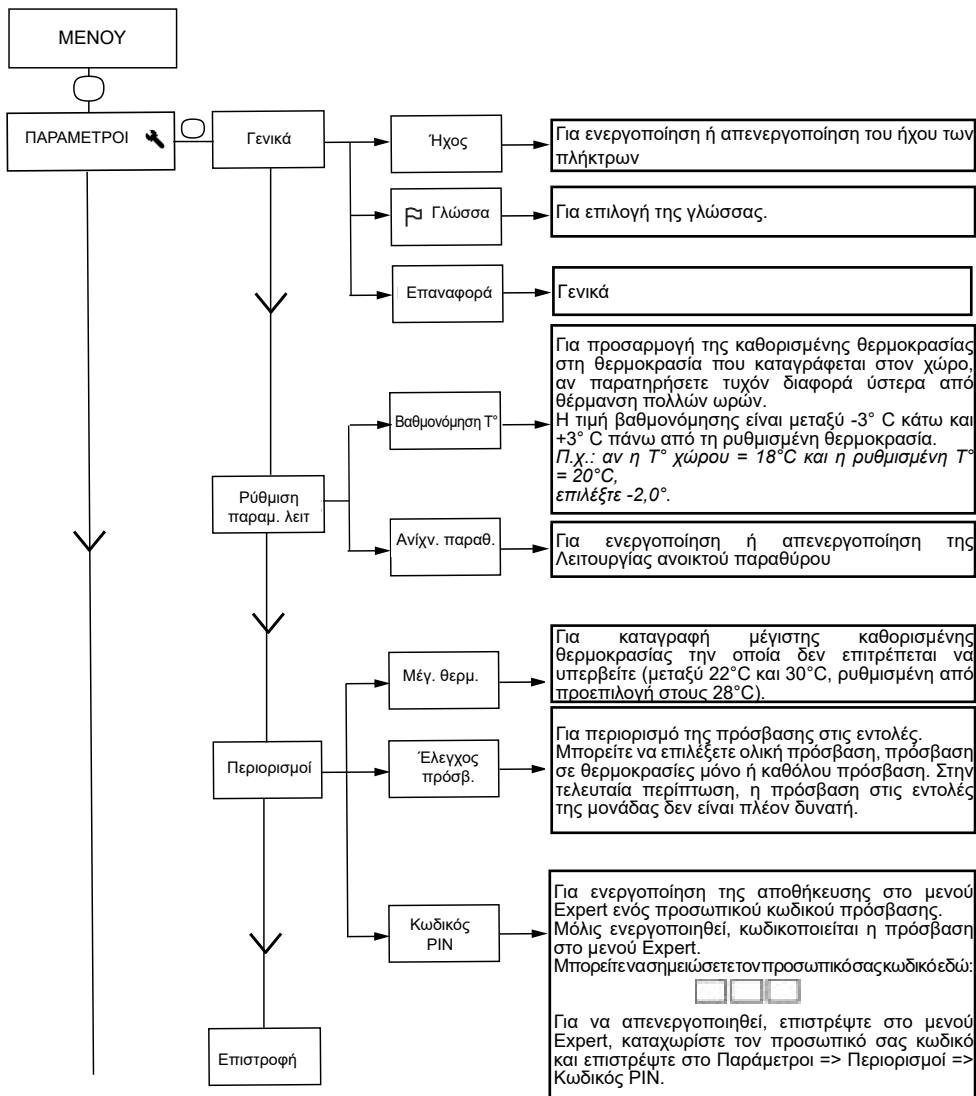 ΜΕΝΟΥ
ΠΑΡΑΜΕΤΡΟΙ
Γενικά
Ήχος
Για ενεργοποίηση ή απενεργοποίηση του ήχου των
πλήκτρων
Γλώσσα
Για επιλογή της γλώσσας.
Επαναφορά
Γενικά
Ρύθμιση
παραμ. λειτ
Βαθμονόμηση T°
Για προσαρμογή της καθορισμένης θερμοκρασίας
στη θερμοκρασία που καταγράφεται στον χώρο,
αν παρατηρήσετε τυχόν διαφορά ύστερα από
θέρμανση πολλών ωρών.
Η τιμή βαθμονόμησης είναι μεταξύ -3° C κάτω και
+3° C πάνω από τη ρυθμισμένη θερμοκρασία.
Π.χ.: αν η Τ° χώρου = 18°C και η ρυθμισμένη Τ°
= 20°C,
επιλέξτε -2,0°.
Ανίχν. παραθ.
Για ενεργοποίηση ή απενεργοποίηση της
Λειτουργίας ανοικτού παραθύρου
Περιορισμοί
Μέγ. θερμ.
Για καταγραφή μέγιστης καθορισμένης
θερμοκρασίας την οποία δεν επιτρέπεται να
υπερβείτε (μεταξύ 22°C και 30°C, ρυθμισμένη από
προεπιλογή στους 28°C).
Έλεγχος
πρόσβ.
Για περιορισμό της πρόσβασης στις εντολές.
Μπορείτε να επιλέξετε ολική πρόσβαση, πρόσβαση
σε θερμοκρασίες μόνο ή καθόλου πρόσβαση. Στην
τελευταία περίπτωση, η πρόσβαση στις εντολές
της μονάδας δεν είναι πλέον δυνατή.
Κωδικός
PIN
Για ενεργοποίηση της αποθήκευσης στο μενού
Expert ενός προσωπικού κωδικού πρόσβασης.
Μόλις ενεργοποιηθεί, κωδικοποιείται η πρόσβαση
στο μενού Expert.
Μπορείτε να σημειώσετε τον προσωπικό σας κωδικό εδώ:
Για να απενεργοποιηθεί, επιστρέψτε στο μενού
Expert, καταχωρίστε τον προσωπικό σας κωδικό
και επιστρέψτε στο Παράμετροι => Περιορισμοί =>
Κωδικός PIN.
Επιστροφή